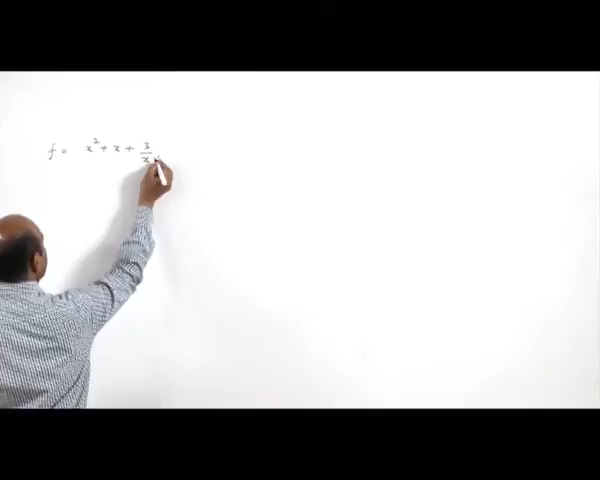 f = x² + x + 3/x